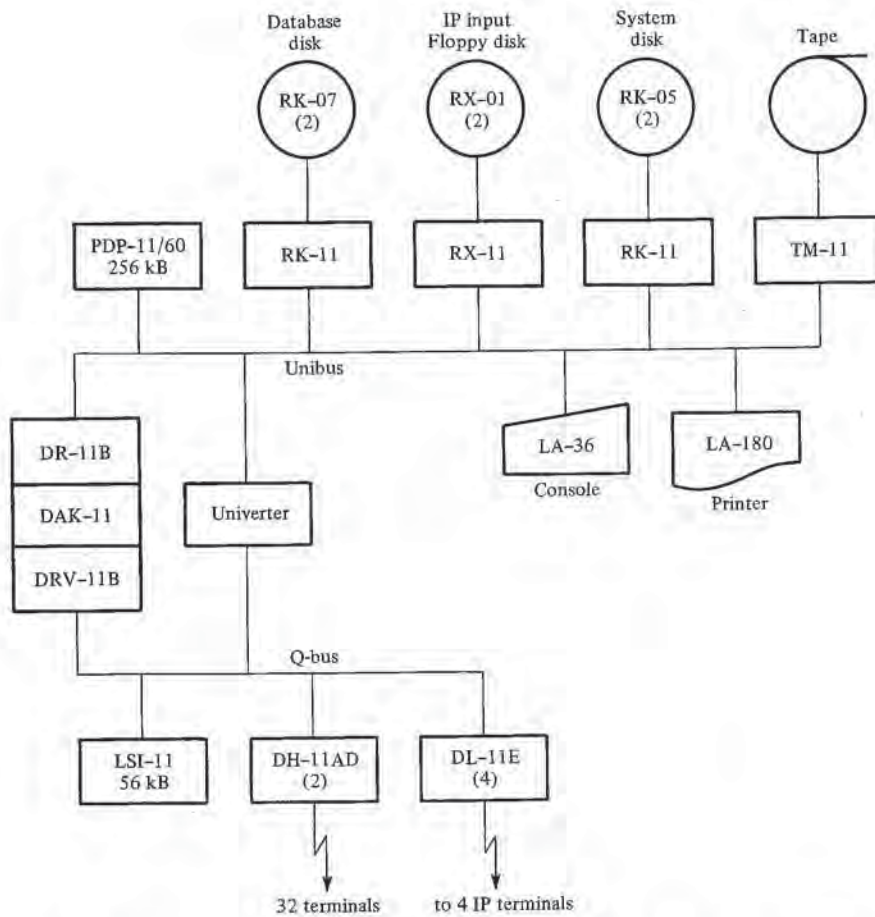 Database
disk
IP input
Floppy disk
System
disk
Tape
RK-07
(2)
RX-01
(2)
RK-05
(2)
PDP-11/60
256 kB
RK-11
RX-11
RK-11
TM-11
Unibus
DR-11B
DAK-11
DRV-11B
Univerter
LA-36
Console
LA-180
Printer
Q-bus
LSI-11
56 kB
DH-11AD
(2)
DL-11E
(4)
32 terminals
to 4 IP terminals